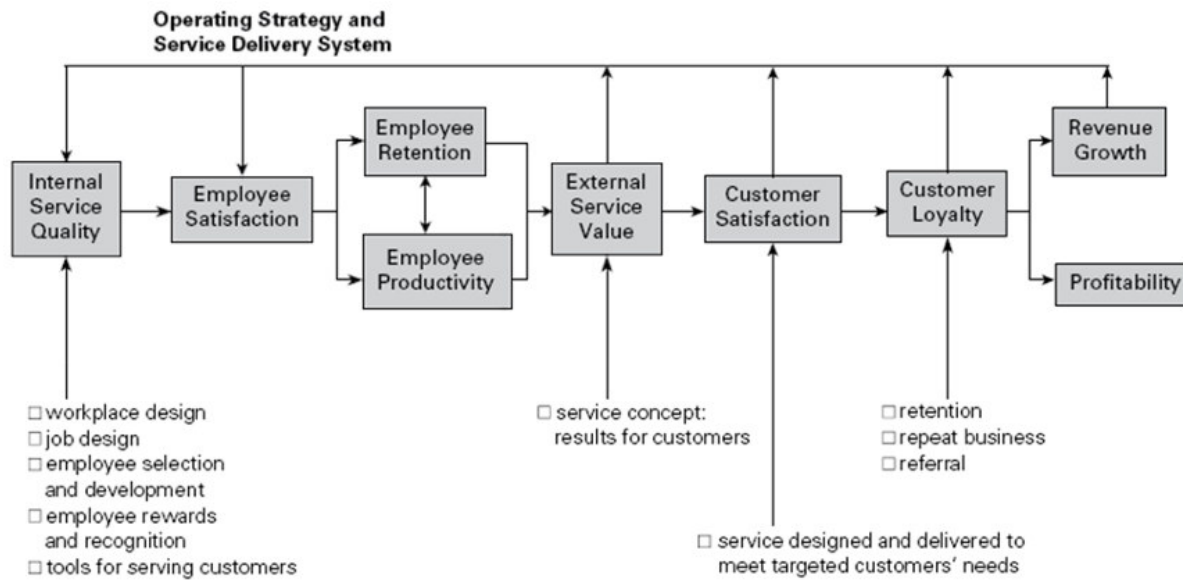 Operating Strategy and
Service Delivery System
Internal
Service
Quality
Employee
Satisfaction
Employee
Retention
Employee
Productivity
External
Service
Value
Customer
Satisfaction
Customer
Loyalty
Revenue
Growth
Profitability
□ workplace design
□ job design
□ employee selection
and development
□ employee rewards
and recognition
□ tools for serving customers
□ service concept:
results for customers
□ service designed and delivered to
meet targeted customers’ needs
□ retention
□ repeat business
□ referral